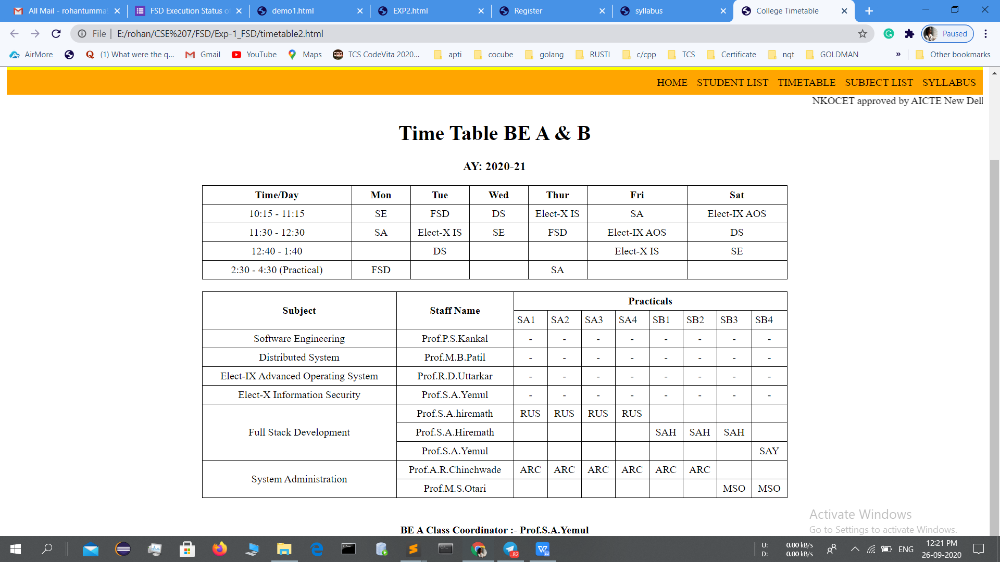 All Mail - rohantumma
FSD Execution Status o
demo1.html
EXP2.html
Register
syllabus
College Timetable
File | E:/rohan/CSE%207/FSD/Exp-1_FSD/timetable2.html
Paused
AirMore
(1) What were the q...
Gmail
YouTube
Maps
TCS CodeVita 2020...
apti
cocube
golang
RUSTI
c/cpp
TCS
Certificate
nqt
GOLDMAN
»
Other bookmarks
HOME STUDENT LIST TIMETABLE SUBJECT LIST SYLLABUS
NKOCET approved by AICTE New Del
Time Table BE A & B
AY: 2020-21
Time/Day Mon Tue Wed Thur Fri Sat
10:15 - 11:15 SE FSD DS Elect-X IS SA Elect-IX AOS
11:30 - 12:30 SA Elect-X IS SE FSD Elect-IX AOS DS
12:40 - 1:40 DS Elect-X IS SE
2:30 - 4:30 (Practical) FSD SA
Subject Staff Name Practicals
SA1 SA2 SA3 SA4 SB1 SB2 SB3 SB4
Software Engineering Prof.P.S.Kankal - - - - - - - -
Distributed System Prof.M.B.Patil - - - - - - - -
Elect-IX Advanced Operating System Prof.R.D.Uttarkar - - - - - - - -
Elect-X Information Security Prof.S.A.Yemul - - - - - - - -
Full Stack Development
Prof.S.A.hiremath RUS RUS RUS RUS
Prof.S.A.Hiremath SAH SAH SAH
Prof.S.A.Yemul SAY
System Administration
Prof.A.R.Chinchwade ARC ARC ARC ARC ARC ARC
Prof.M.S.Otari MSO MSO
BE A Class Coordinator :- Prof.S.A.Yemul
Activate Windows
Go to Settings to activate Windows.
U: 0.00 kB/s
D: 0.00 kB/s
ENG
12:21 PM
26-09-2020